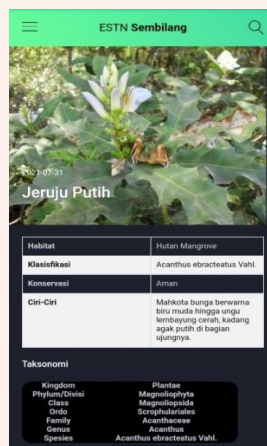 ESTN Sembilang
2021-07-31
Jeruju Putih
Habitat Hutan Mangrove
Klasisfikasi Acanthus ebracteatus Vahl.
Konservasi Aman
Ciri-Ciri Mahkota bunga berwarna
biru muda hingga ungu
lembayung cerah, kadang
agak putih di bagian
ujungnya.
Taksonomi
Kingdom Plantae
Phylum/Divisi Magnoliophyta
Class Magnoliopsida
Ordo Scrophulariales
Family Acanthaceae
Genus Acanthus
Spesies Acanthus ebracteatus Vahl.